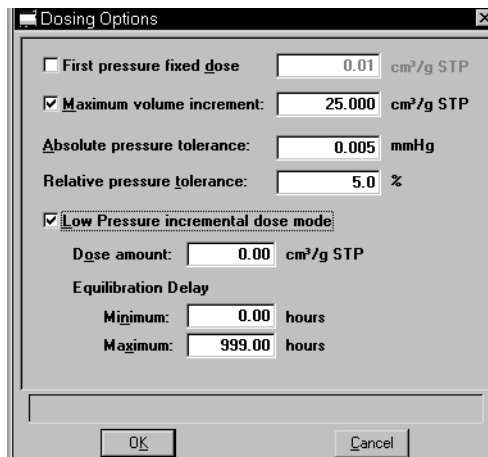 Dosing Options
First pressure fixed dose 0.01 cm³/g STP
Maximum volume increment: 25.000 cm³/g STP
Absolute pressure tolerance: 0.005 mmHg
Relative pressure tolerance: 5.0 %
Low Pressure incremental dose mode
Dose amount: 0.00 cm³/g STP
Equilibration Delay
Minimum: 0.00 hours
Maximum: 999.00 hours
OK Cancel